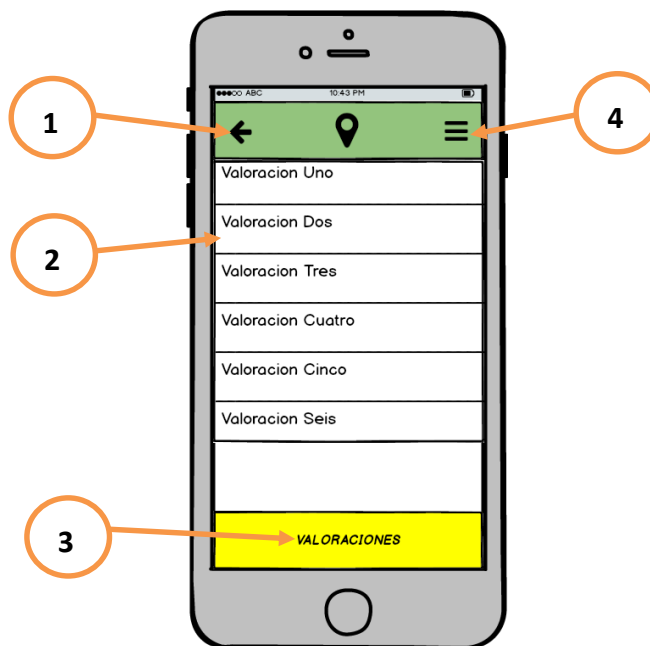 ABC 10:43 PM
1
4
Valoracion Uno
Valoracion Dos
2
Valoracion Tres
Valoracion Cuatro
Valoracion Cinco
Valoracion Seis
3
VALORACIONES